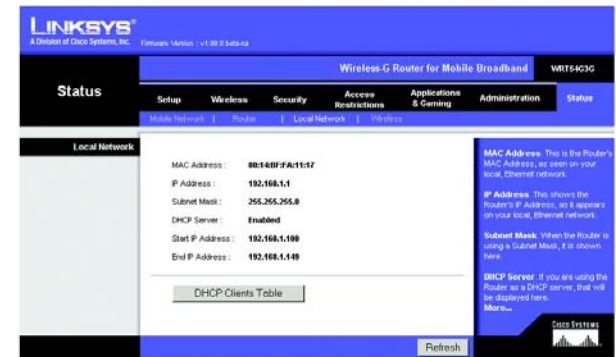 LINKSYS®
A Division of Cisco Systems, Inc.
Wireless-G Router for Mobile Broadband
WRT54G3G
Status
Setup
Wireless
Security
Access Restrictions
Applications & Gaming
Administration
Status
Mobile Network | Router | Local Network | Wireless
Local Network
MAC Address: 00:14:BF:FA:11:17
IP Address: 192.168.1.1
Subnet Mask: 255.255.255.0
DHCP Server: Enabled
Start IP Address: 192.168.1.100
End IP Address: 192.168.1.149
DHCP Clients Table
MAC Address. This is the Router's
MAC Address, as seen on your
local, Ethernet network.
IP Address. This shows the
Router's IP Address, as it appears
on your local, Ethernet network.
Subnet Mask. When the Router is
using a Subnet Mask, it is shown
here.
DHCP Server. If you are using the
Router as a DHCP server, that will
be displayed here.
More...
Refresh
CISCO SYSTEMS